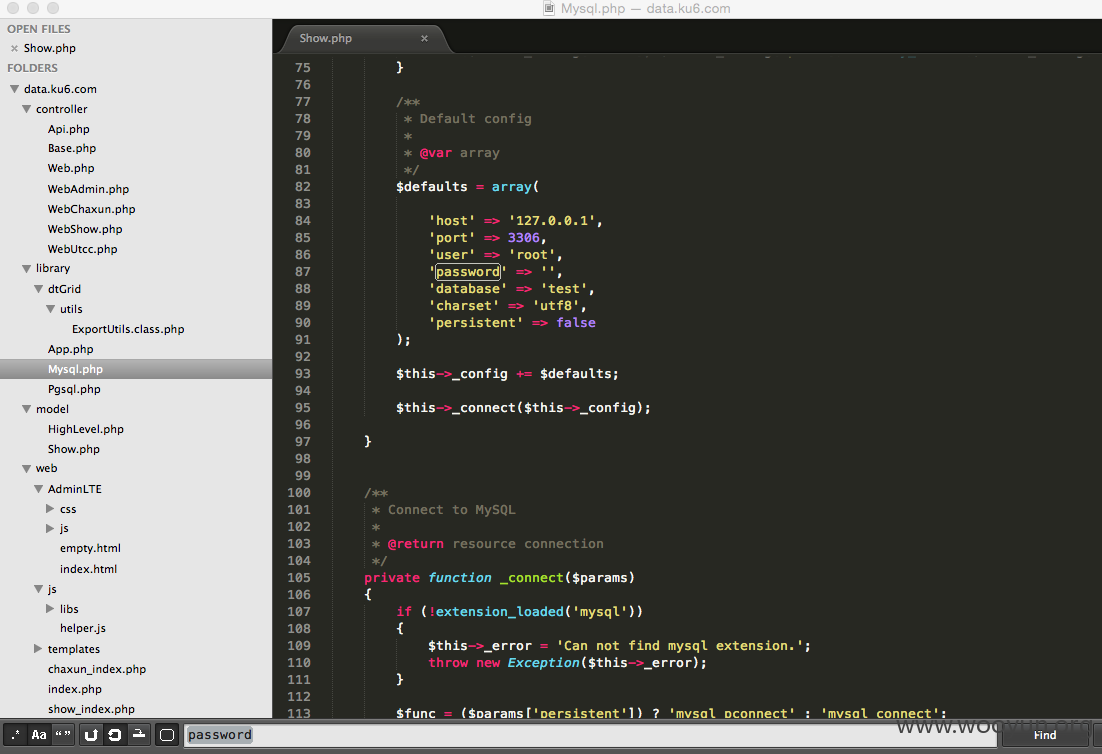 Mysql.php — data.ku6.com
OPEN FILES
× Show.php
FOLDERS
data.ku6.com
controller
Api.php
Base.php
Web.php
WebAdmin.php
WebChaxun.php
WebShow.php
WebUtcc.php
library
dtGrid
utils
ExportUtils.class.php
App.php
Mysql.php
Pgsql.php
model
HighLevel.php
Show.php
web
AdminLTE
css
js
empty.html
index.html
js
libs
helper.js
templates
chaxun_index.php
index.php
show_index.php
Show.php ×
75 }
76
77 /**
78 * Default config
79 *
80 * @var array
81 */
82 $defaults = array(
83
84 'host' => '127.0.0.1',
85 'port' => 3306,
86 'user' => 'root',
87 'password' => '',
88 'database' => 'test',
89 'charset' => 'utf8',
90 'persistent' => false
91 );
92
93 $this->_config += $defaults;
94
95 $this->_connect($this->_config);
96
97 }
98
99
100 /**
101 * Connect to MySQL
102 *
103 * @return resource connection
104 */
105 private function _connect($params)
106 {
107 if (!extension_loaded('mysql'))
108 {
109 $this->_error = 'Can not find mysql extension.';
110 throw new Exception($this->_error);
111 }
112
113 $func = ($params['persistent']) ? 'mysql_pconnect' : 'mysql_connect';
.* Aa “ ” password Find
www.wooyun.org